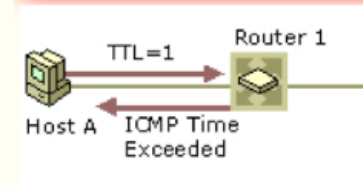 Router 1
TTL=1
Host A
ICMP Time
Exceeded